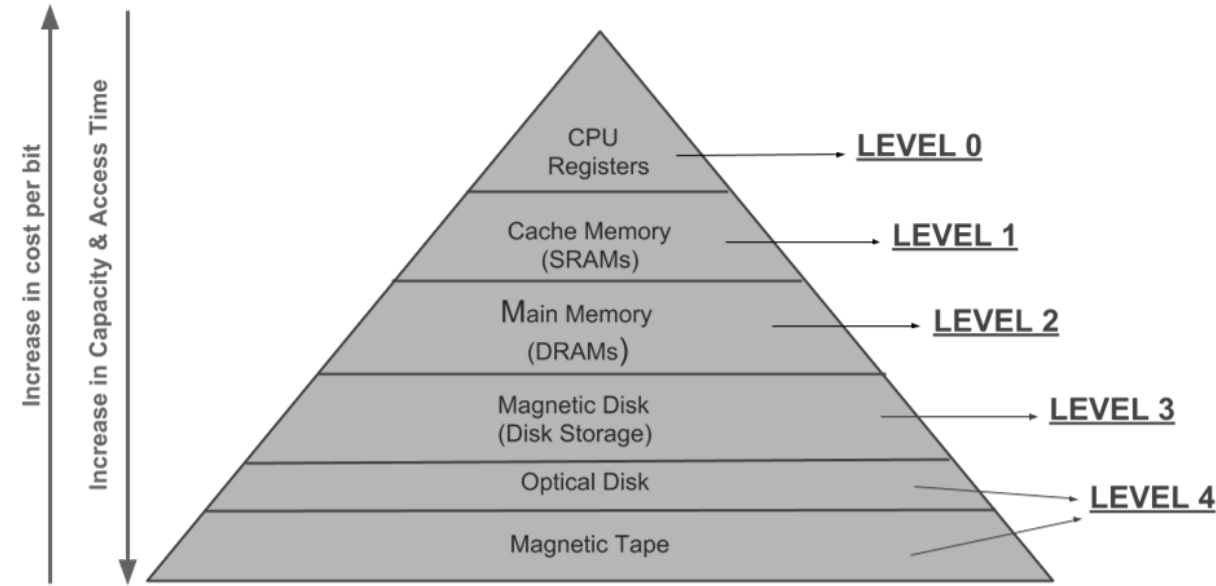 Increase in cost per bit
Increase in Capacity & Access Time
CPU
Registers
LEVEL 0
Cache Memory
(SRAMs)
LEVEL 1
Main Memory
(DRAMs)
LEVEL 2
Magnetic Disk
(Disk Storage)
LEVEL 3
Optical Disk
LEVEL 4
Magnetic Tape